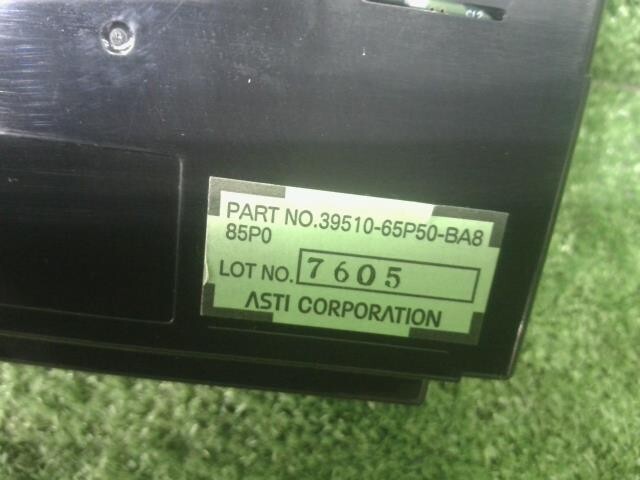 PART NO.39510-65P50-BA8
85P0
LOT NO. 7605
ASTI CORPORATION